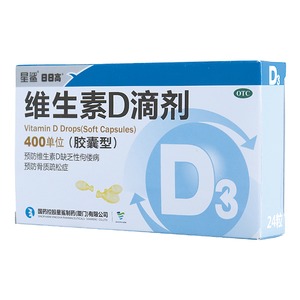 星鲨 日日高
OTC
维生素D滴剂
Vitamin D Drops(Soft Capsules)
400单位（胶囊型）
预防维生素D缺乏性佝偻病
预防骨质疏松症
D3
国药控股星鲨制药(厦门)有限公司
24粒